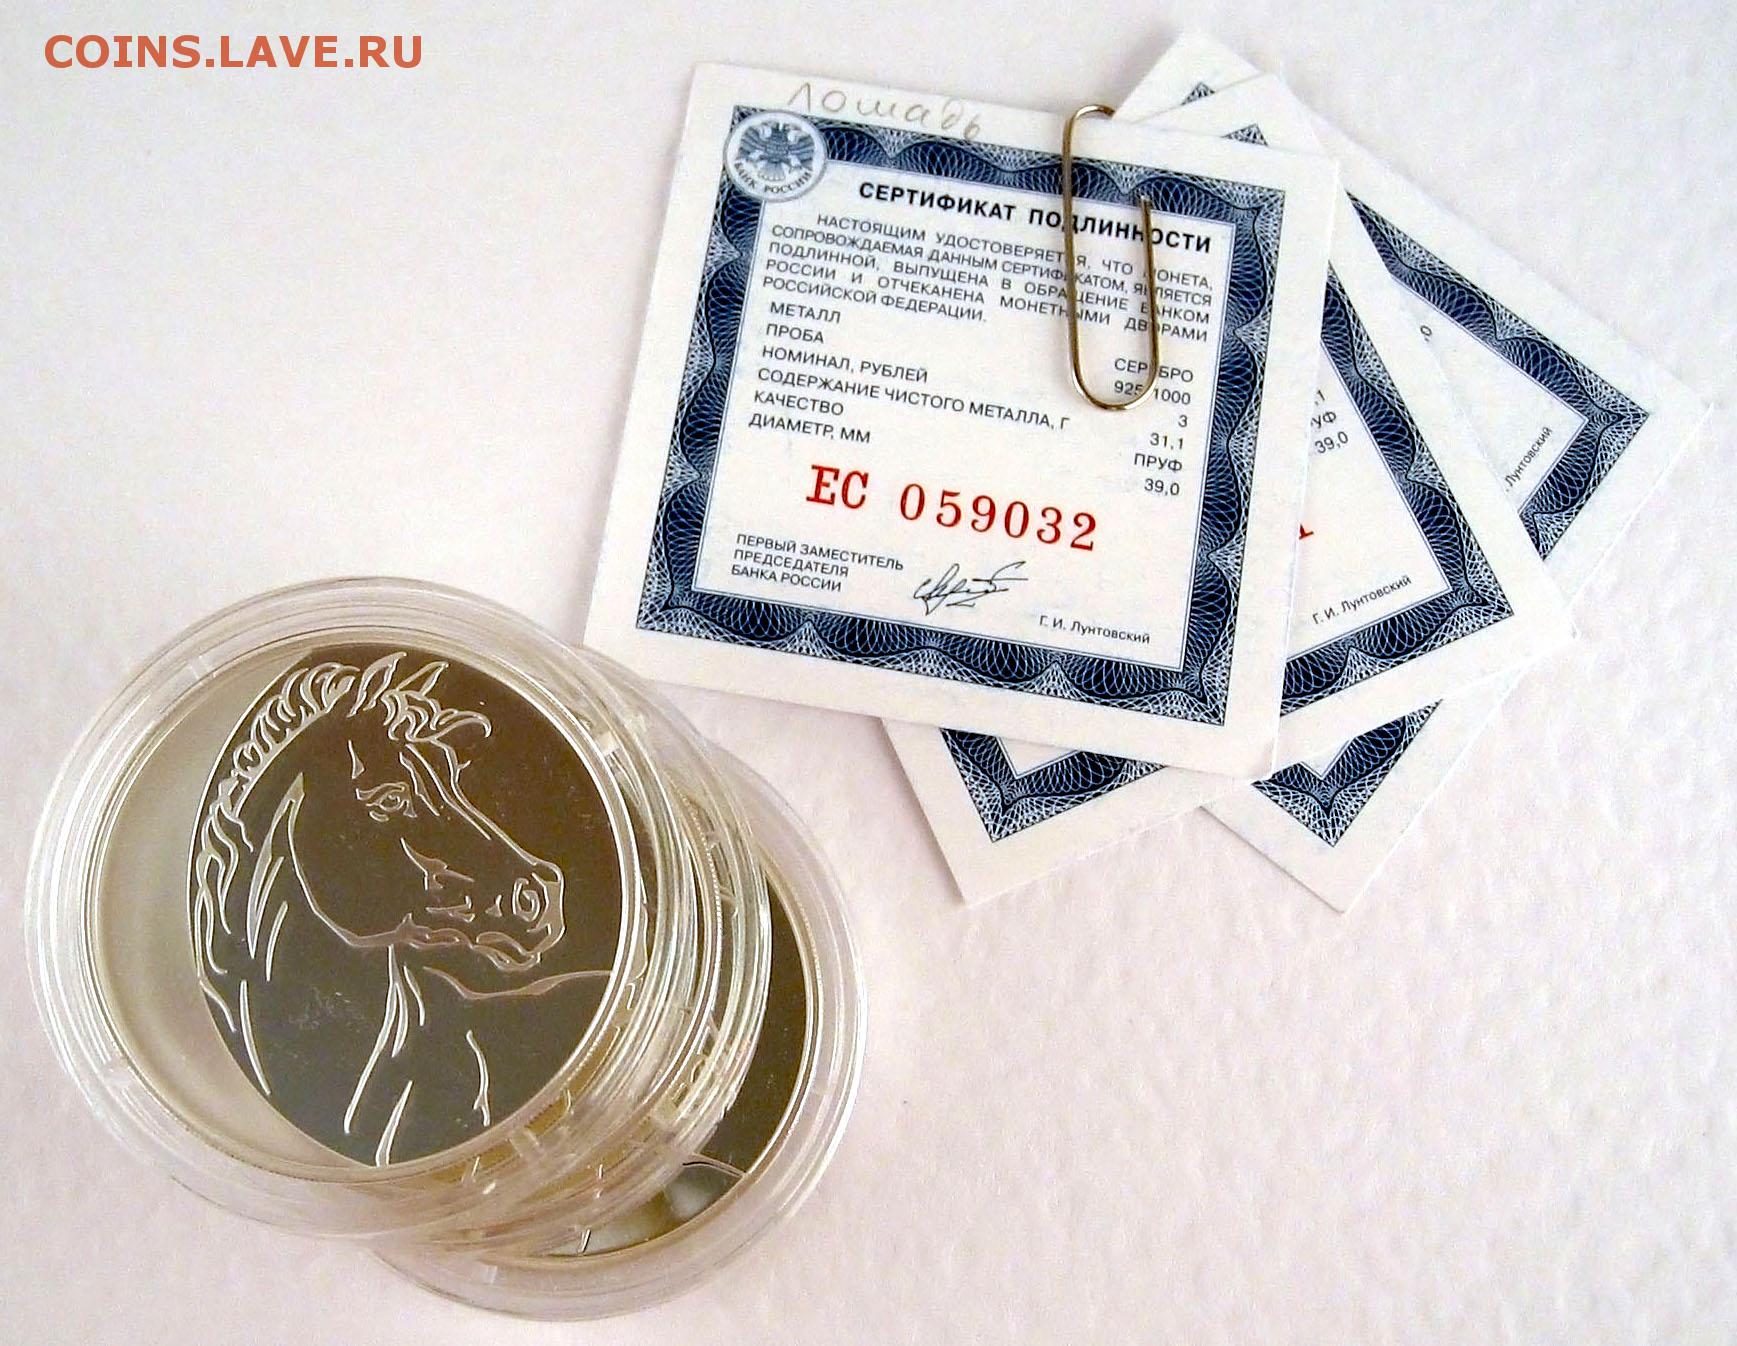 COINS.LAVE.RU
лошадь
БАНК РОССИИ
СЕРТИФИКАТ ПОДЛИННОСТИ
НАСТОЯЩИМ УДОСТОВЕРЯЕТСЯ, ЧТО МОНЕТА,
СОПРОВОЖДАЕМАЯ ДАННЫМ СЕРТИФИКАТОМ, ЯВЛЯЕТСЯ
ПОДЛИННОЙ, ВЫПУЩЕНА В ОБРАЩЕНИЕ БАНКОМ
РОССИИ И ОТЧЕКАНЕНА МОНЕТНЫМИ ДВОРАМИ
РОССИЙСКОЙ ФЕДЕРАЦИИ.
МЕТАЛЛ СЕРЕБРО
ПРОБА 925/1000
НОМИНАЛ, РУБЛЕЙ 3
СОДЕРЖАНИЕ ЧИСТОГО МЕТАЛЛА, Г 31,1
КАЧЕСТВО ПРУФ
ДИАМЕТР, ММ 39,0
ЕС 059032
ПЕРВЫЙ ЗАМЕСТИТЕЛЬ
ПРЕДСЕДАТЕЛЯ
БАНКА РОССИИ
Г. И. Лунтовский
39,0
Г. И. Лунтовский
. Лунтовский